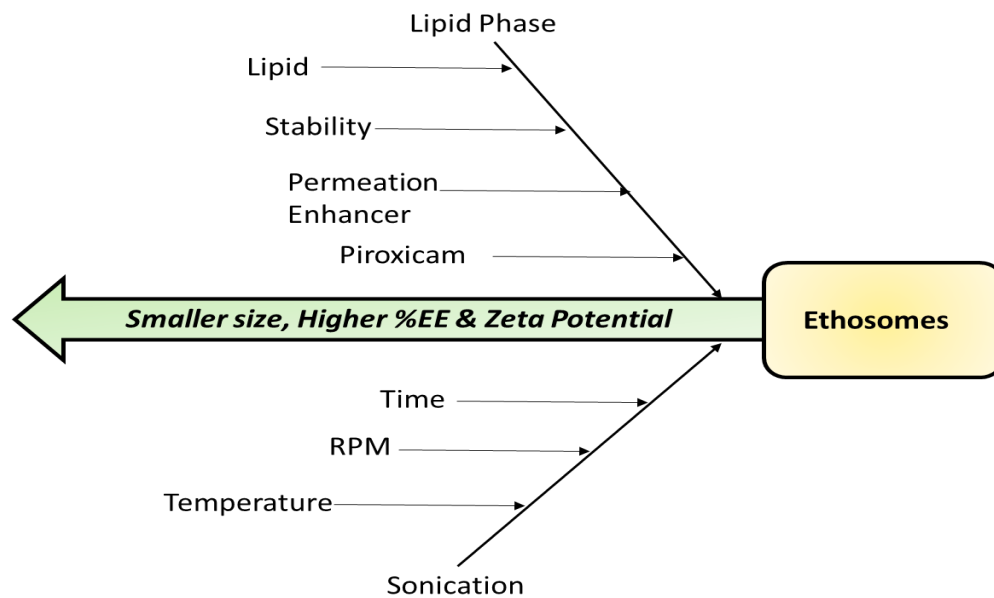 Lipid Phase
Lipid
Stability
Permeation
Enhancer
Piroxicam
Smaller size, Higher %EE & Zeta Potential
Ethosomes
Time
RPM
Temperature
Sonication